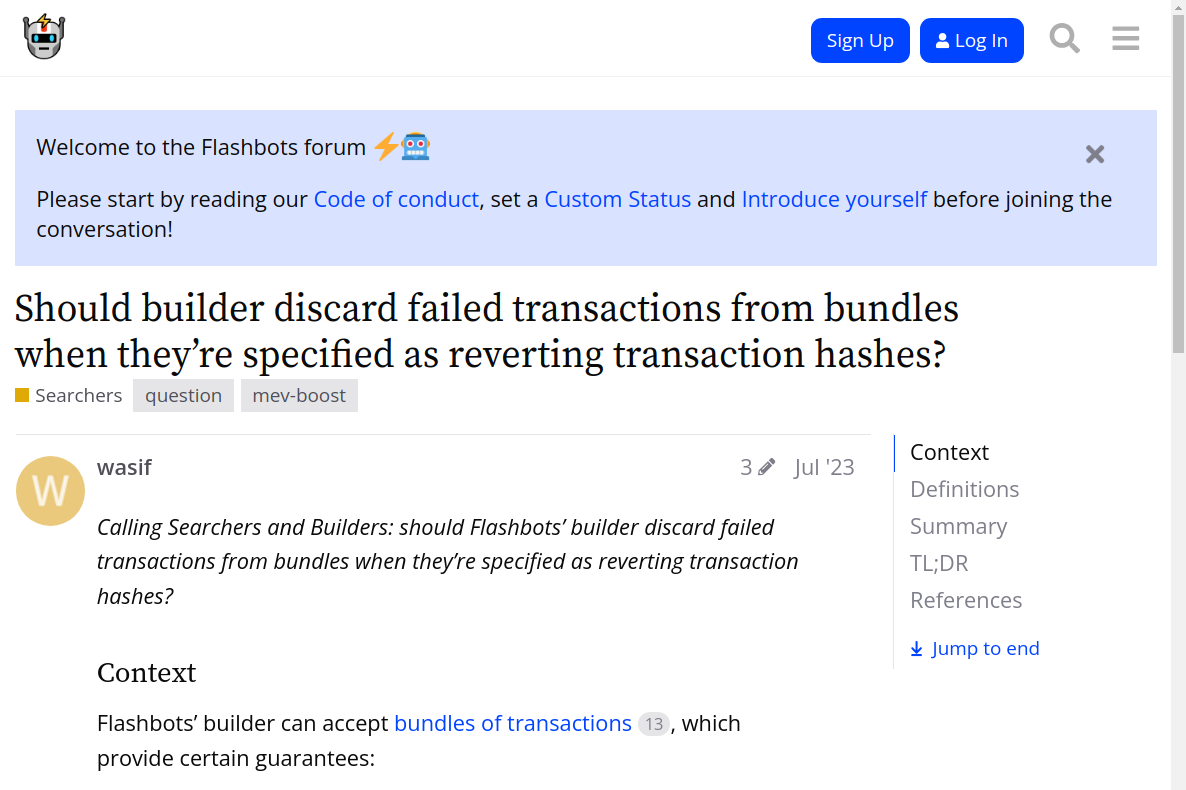 Sign Up
Log In
Welcome to the Flashbots forum
Please start by reading our Code of conduct, set a Custom Status and Introduce yourself before joining the
conversation!
Should builder discard failed transactions from bundles
when they’re specified as reverting transaction hashes?
Searchers question mev-boost
W
wasif
3 Jul '23
Calling Searchers and Builders: should Flashbots’ builder discard failed
transactions from bundles when they’re specified as reverting transaction
hashes?
Context
Flashbots’ builder can accept bundles of transactions 13, which
provide certain guarantees:
Context
Definitions
Summary
TL;DR
References
Jump to end